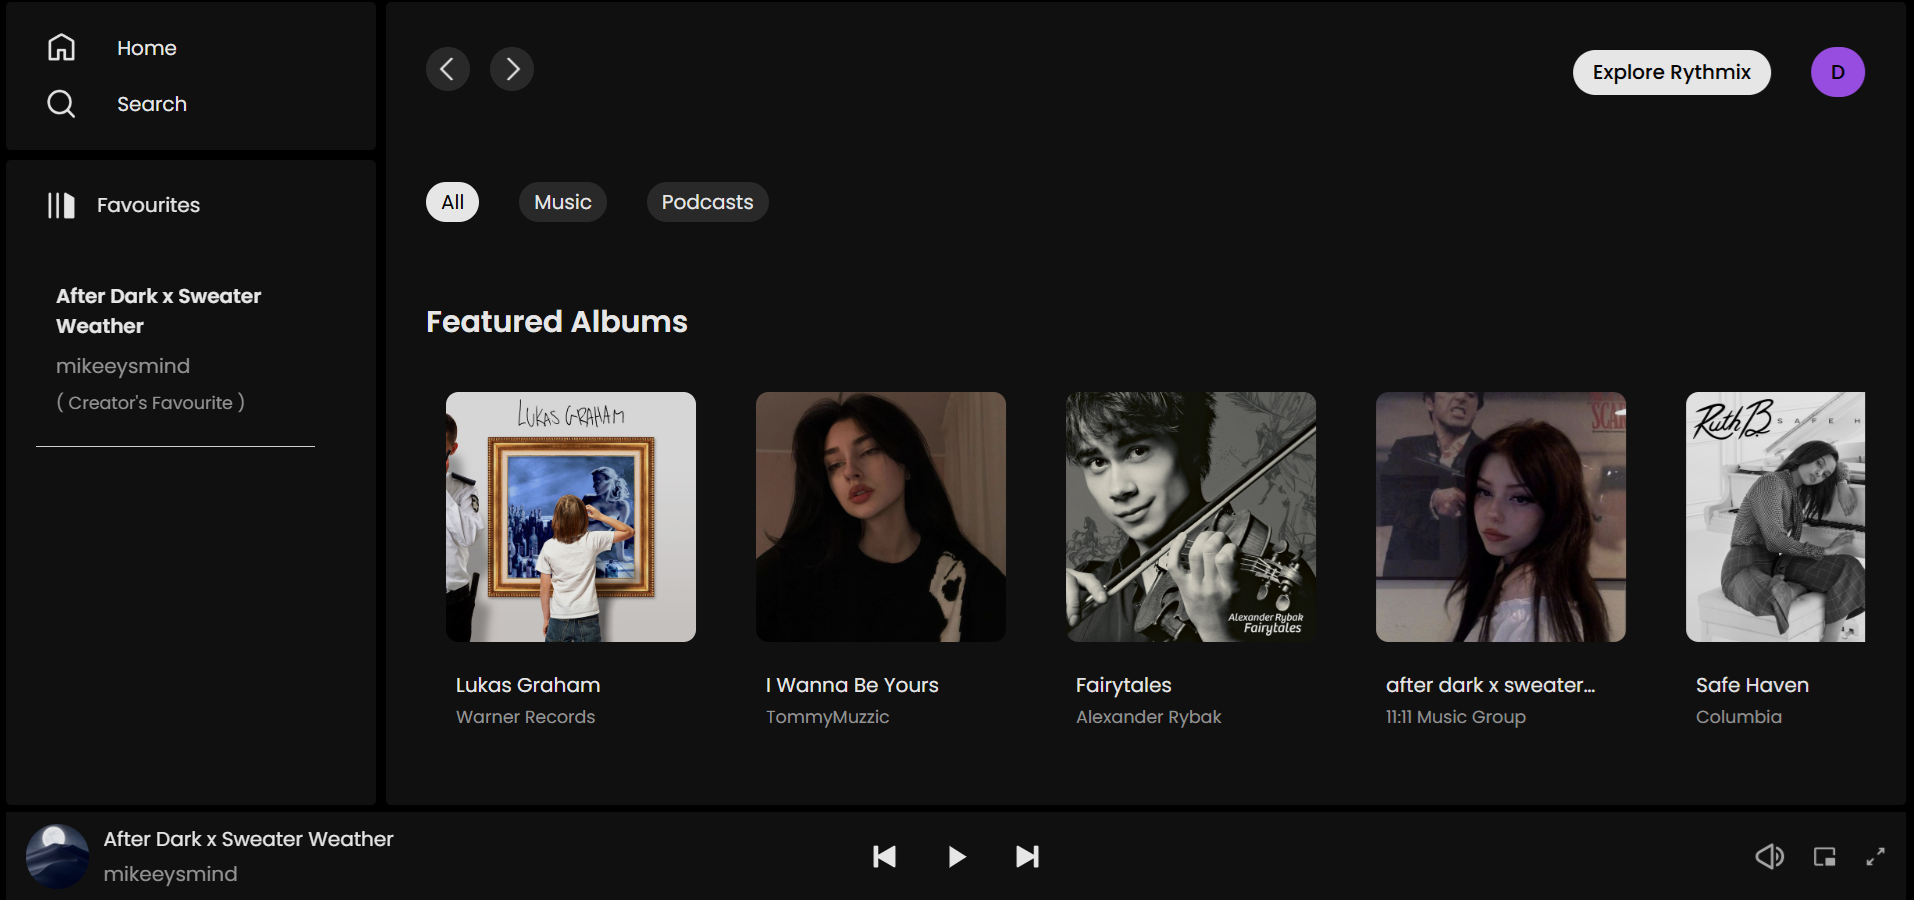 Home
Search
Favourites
After Dark x Sweater
Weather
mikeeysmind
( Creator's Favourite )
Explore Rythmix
D
All
Music
Podcasts
Featured Albums
LUKAS GRAHAM
Lukas Graham
Warner Records
I Wanna Be Yours
TommyMuzzic
Alexander Rybak
Fairytales
Fairytales
Alexander Rybak
SCAR
after dark x sweater...
11:11 Music Group
Ruth B. SAFE H
Safe Haven
Columbia
After Dark x Sweater Weather
mikeeysmind